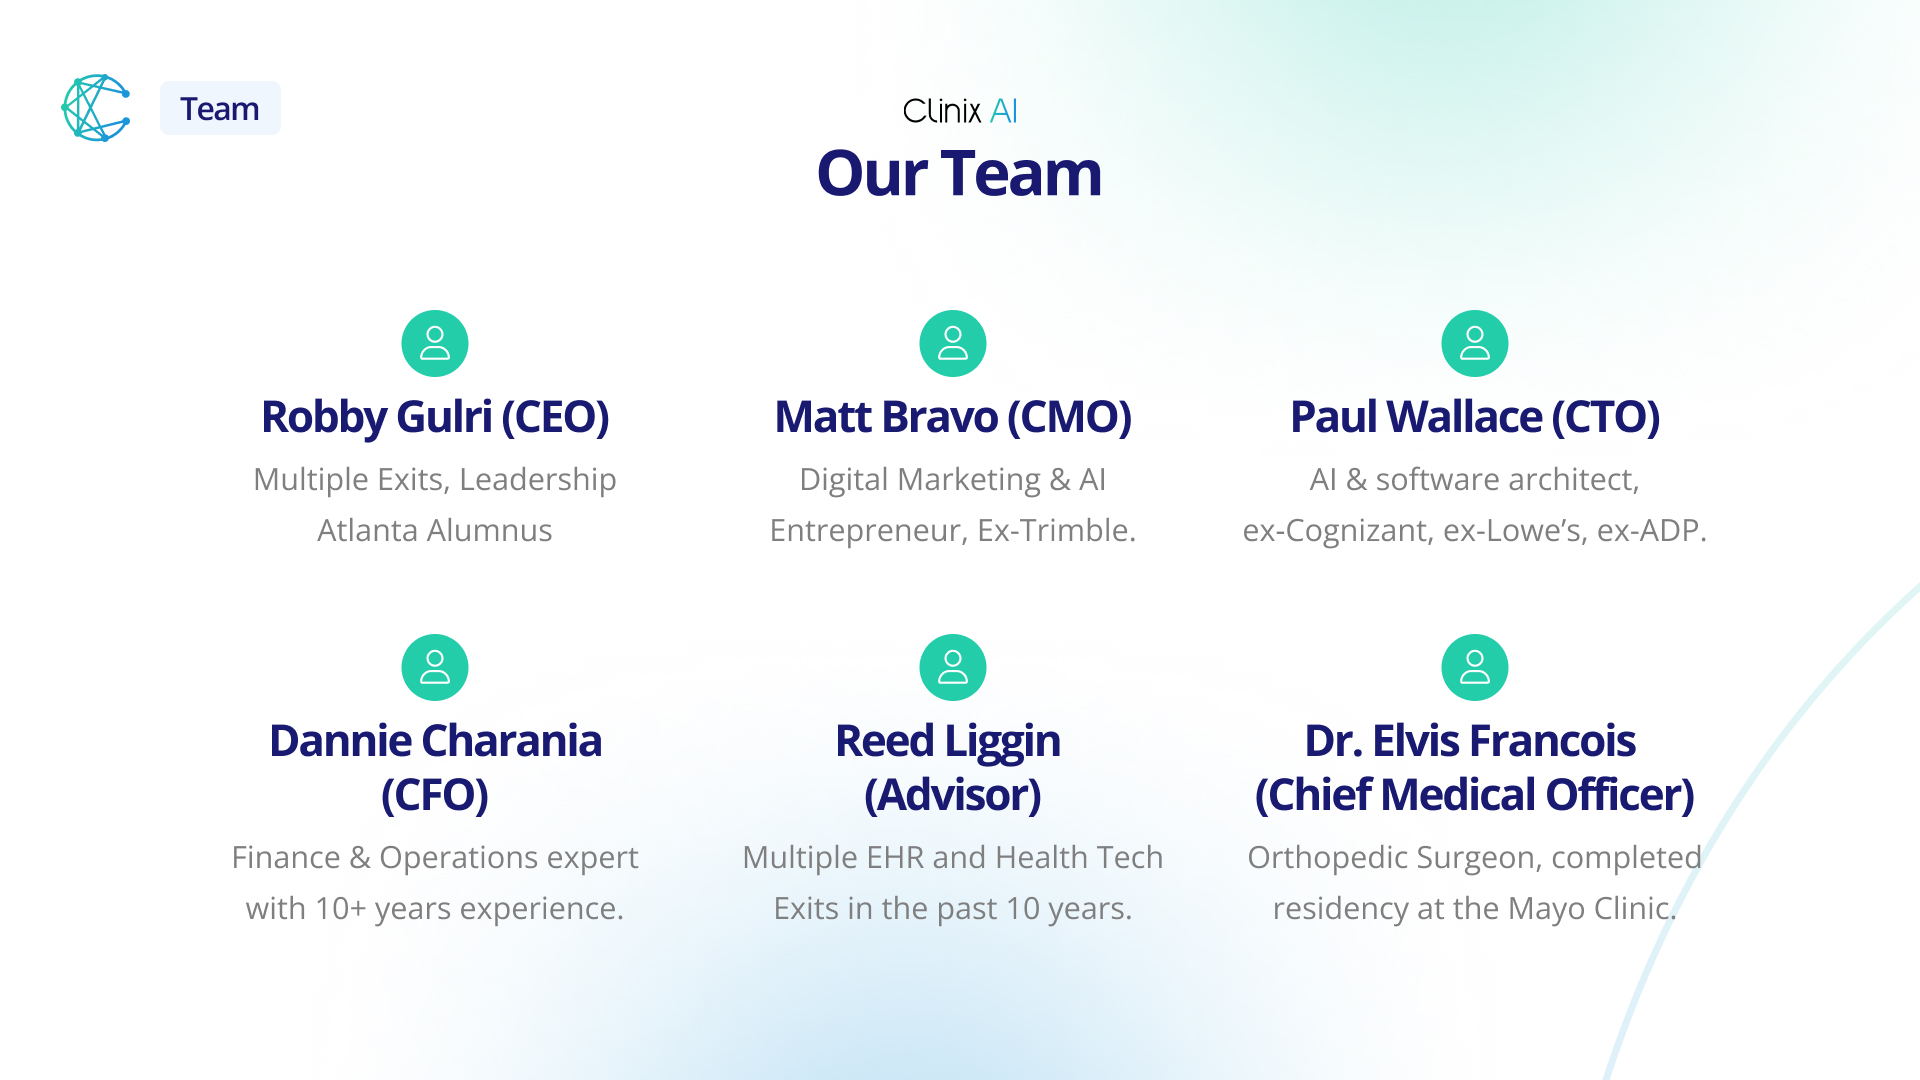 Team
Clinix AI
Our Team
Robby Gulri (CEO)
Multiple Exits, Leadership
Atlanta Alumnus
Matt Bravo (CMO)
Digital Marketing & AI
Entrepreneur, Ex-Trimble.
Paul Wallace (CTO)
AI & software architect,
ex-Cognizant, ex-Lowe’s, ex-ADP.
Dannie Charania
(CFO)
Finance & Operations expert
with 10+ years experience.
Reed Liggin
(Advisor)
Multiple EHR and Health Tech
Exits in the past 10 years.
Dr. Elvis Francois
(Chief Medical Officer)
Orthopedic Surgeon, completed
residency at the Mayo Clinic.